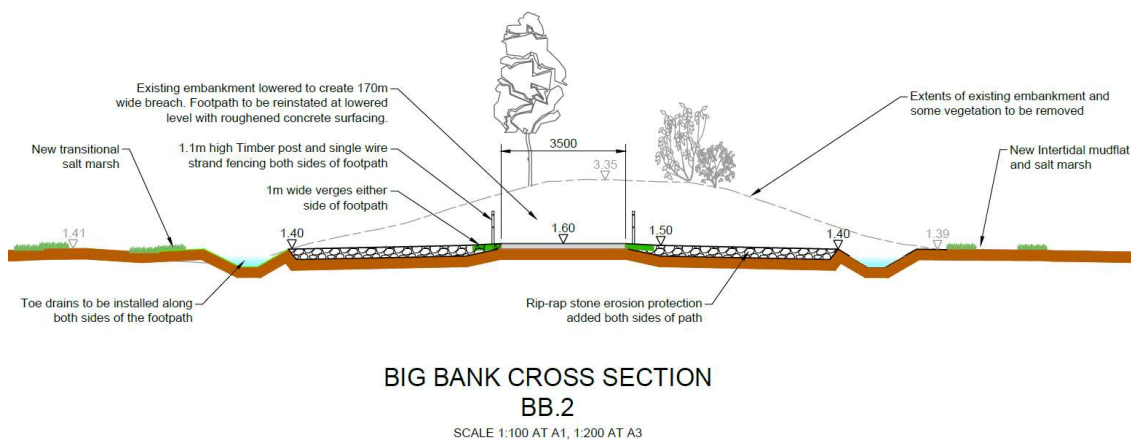 Existing embankment lowered to create 170m
wide breach. Footpath to be reinstated at lowered
level with roughened concrete surfacing.
Extents of existing embankment and
some vegetation to be removed
New transitional
salt marsh
1.1m high Timber post and single wire
strand fencing both sides of footpath
3500
New Intertidal mudflat
and salt marsh
3.35
1m wide verges either
side of footpath
1.41
1.40
1.60
1.50
1.40
1.39
Toe drains to be installed along
both sides of the footpath
Rip-rap stone erosion protection
added both sides of path
BIG BANK CROSS SECTION
BB.2
SCALE 1:100 AT A1, 1:200 AT A3